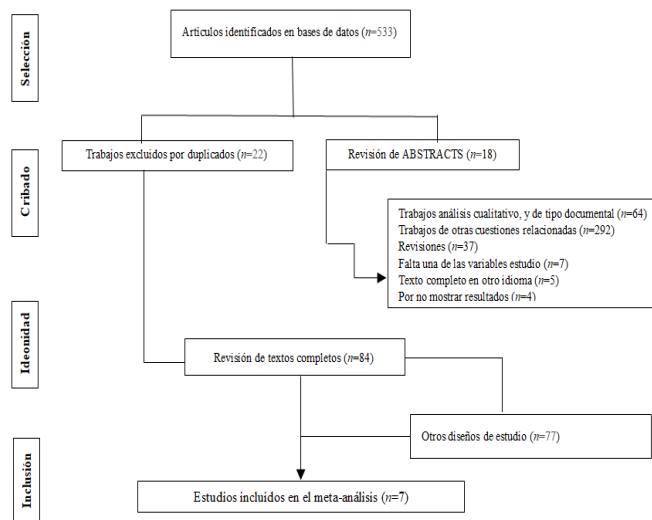 Selección
Artículos identificados en bases de datos (n=533)
Cribado
Trabajos excluidos por duplicados (n=22)
Revisión de ABSTRACTS (n=18)
Trabajos análisis cualitativo, y de tipo documental (n=64)
Trabajos de otras cuestiones relacionadas (n=292)
Revisiones (n=37)
Falta una de las variables estudio (n=7)
Texto completo en otro idioma (n=5)
Por no mostrar resultados (n=4)
Ideonidad
Revisión de textos completos (n=84)
Otros diseños de estudio (n=77)
Inclusión
Estudios incluidos en el meta-análisis (n=7)